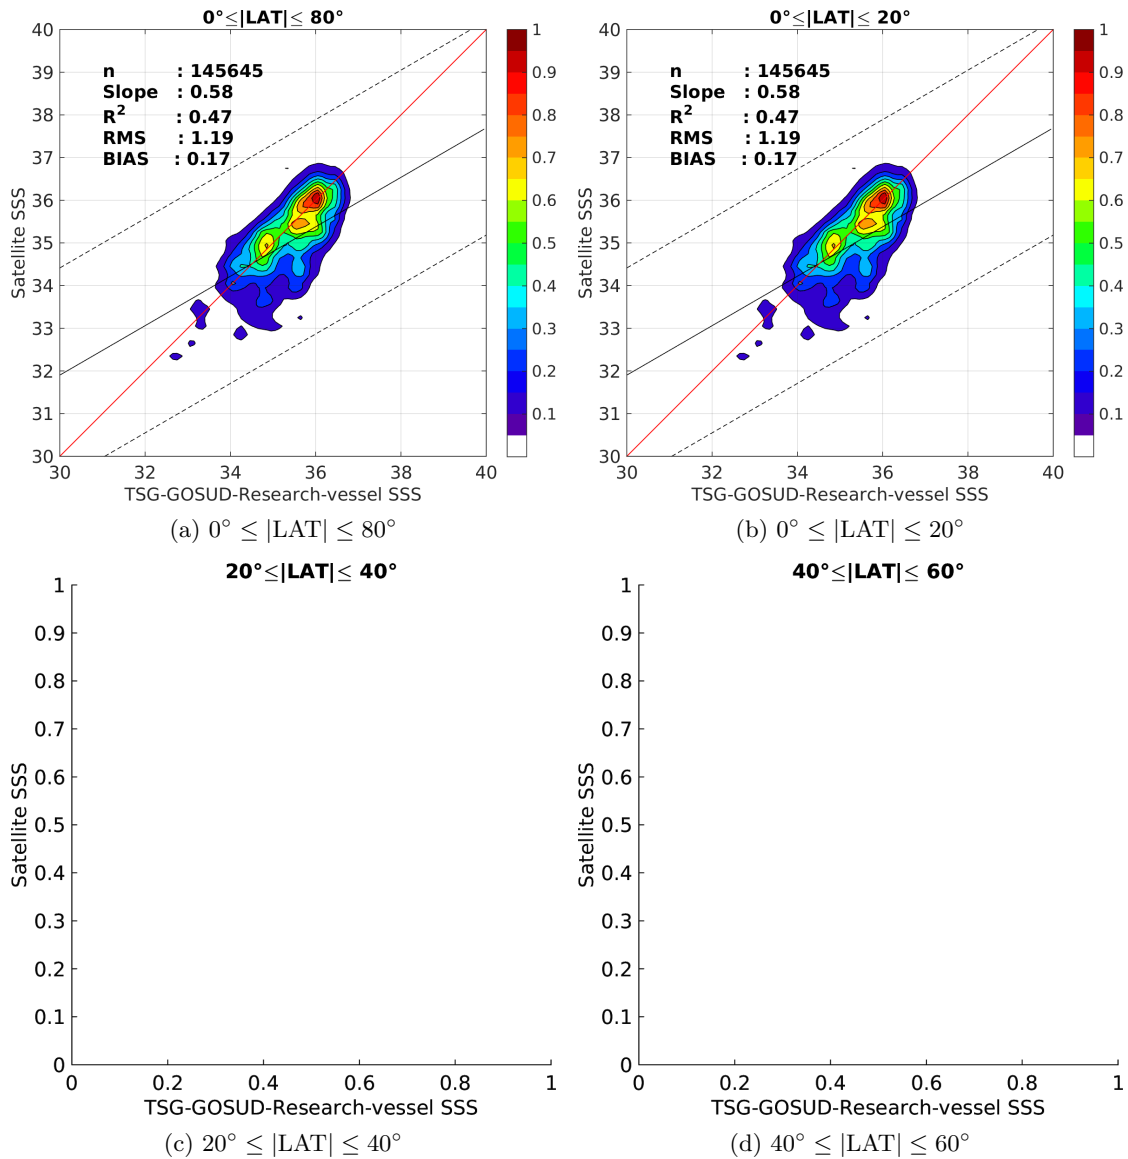 0°≤|LAT|≤ 80°
n : 145645
Slope : 0.58
R² : 0.47
RMS : 1.19
BIAS : 0.17
40
39
38
37
36
35
34
33
32
31
30
Satellite SSS
30 32 34 36 38 40
TSG-GOSUD-Research-vessel SSS
1
0.9
0.8
0.7
0.6
0.5
0.4
0.3
0.2
0.1
(a) 0° ≤ |LAT| ≤ 80°
0°≤|LAT|≤ 20°
n : 145645
Slope : 0.58
R² : 0.47
RMS : 1.19
BIAS : 0.17
40
39
38
37
36
35
34
33
32
31
30
Satellite SSS
30 32 34 36 38 40
TSG-GOSUD-Research-vessel SSS
1
0.9
0.8
0.7
0.6
0.5
0.4
0.3
0.2
0.1
(b) 0° ≤ |LAT| ≤ 20°
20°≤|LAT|≤ 40°
1
0.9
0.8
0.7
0.6
0.5
0.4
0.3
0.2
0.1
0
Satellite SSS
0 0.2 0.4 0.6 0.8 1
TSG-GOSUD-Research-vessel SSS
(c) 20° ≤ |LAT| ≤ 40°
40°≤|LAT|≤ 60°
1
0.9
0.8
0.7
0.6
0.5
0.4
0.3
0.2
0.1
0
Satellite SSS
0 0.2 0.4 0.6 0.8 1
TSG-GOSUD-Research-vessel SSS
(d) 40° ≤ |LAT| ≤ 60°